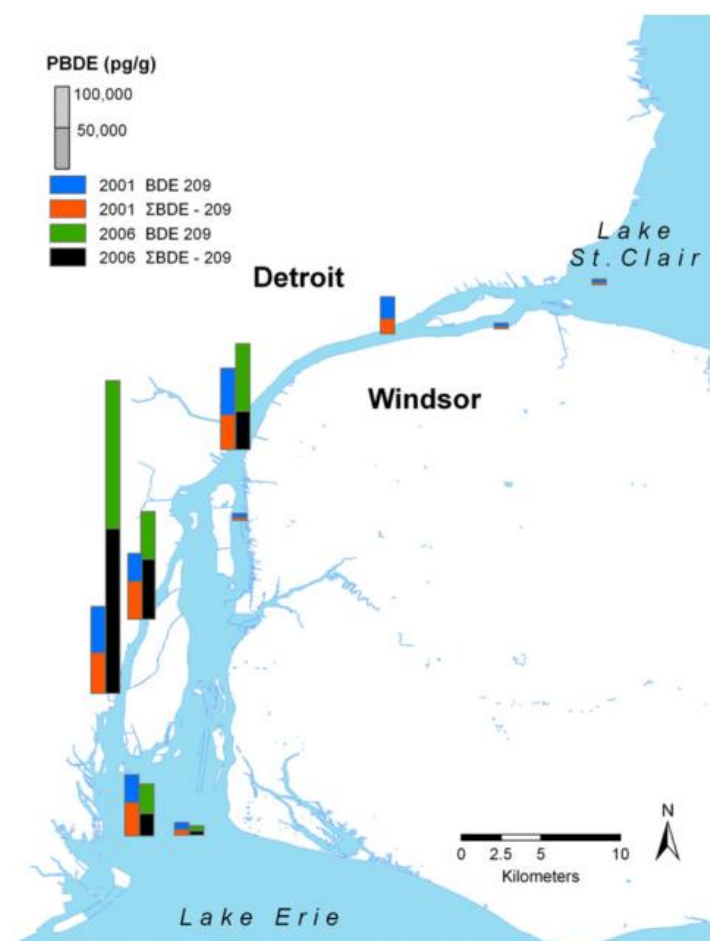 PBDE (pg/g)
100,000
50,000
2001 BDE 209
2001 ΣBDE - 209
2006 BDE 209
2006 ΣBDE - 209
Lake
St.Clair
Detroit
Windsor
N
0 2.5 5 10
Kilometers
Lake Erie